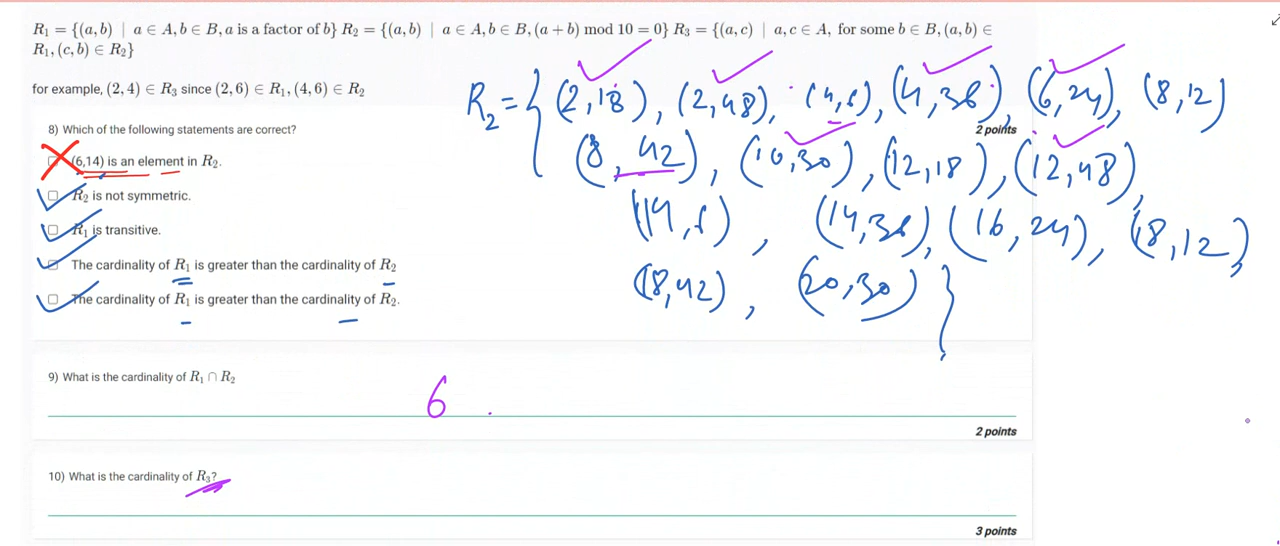 R₁ = {(a, b) | a ∈ A, b ∈ B, a is a factor of b} R₂ = {(a, b) | a ∈ A, b ∈ B, (a + b) mod 10 = 0} R₃ = {(a, c) | a, c ∈ A, for some b ∈ B, (a, b) ∈
R₁, (c, b) ∈ R₂}
for example, (2, 4) ∈ R₃ since (2, 6) ∈ R₁, (4, 6) ∈ R₂
R₂ = { (2,18), (2,48), (4,6), (4,36), (6,24), (8,12)
(8,42), (10,30), (12,18), (12,48),
(14,6), (14,36), (16,24), (18,12),
(18,42), (20,30) }
8) Which of the following statements are correct?
2 points
(6,14) is an element in R₂.
R₂ is not symmetric.
R₁ is transitive.
The cardinality of R₁ is greater than the cardinality of R₂
The cardinality of R₁ is greater than the cardinality of R₂.
9) What is the cardinality of R₁ ∩ R₂
6
2 points
10) What is the cardinality of R₃?
3 points